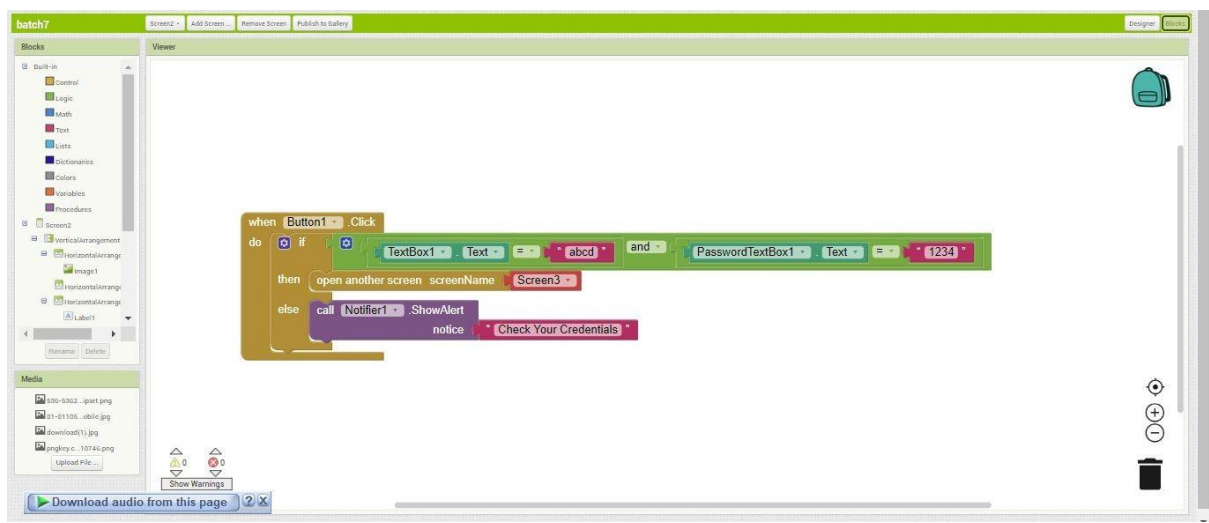 batch7 Screen2 Add Screen ... Remove Screen Publish to Gallery Designer Blocks
Blocks
Viewer
Built-in
Control
Logic
Math
Text
Lists
Dictionaries
Colors
Variables
Procedures
Screen2
VerticalArrangement
HorizontalArrange
Image1
HorizontalArrange
HorizontalArrange
Label1
Rename Delete
when Button1 .Click
do if TextBox1 . Text = " abcd " and PasswordTextBox1 . Text = " 1234 "
then open another screen screenName Screen3
else call Notifier1 .ShowAlert
notice " Check Your Credentials "
Media
download(1).jpg
Upload File ...
0 0
Show Warnings
Download audio from this page ? X